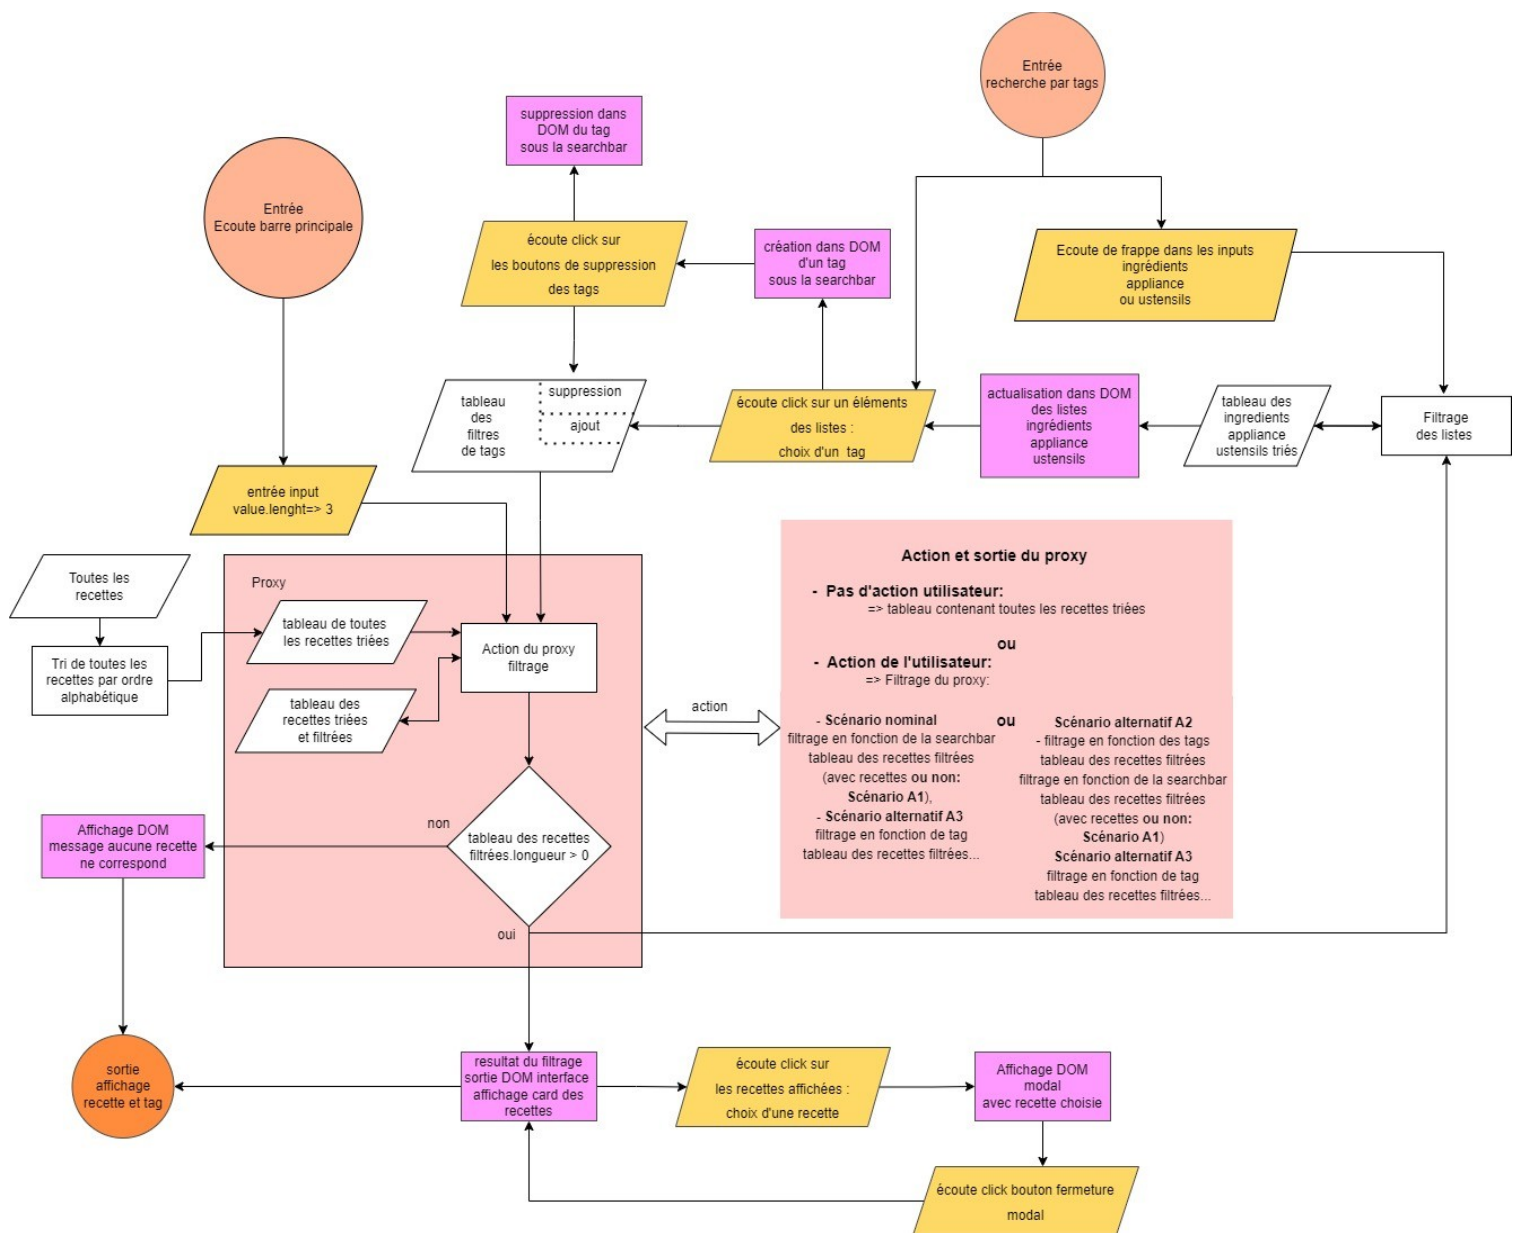 Entrée
recherche par tags
suppression dans
DOM du tag
sous la searchbar
Entrée
Ecoute barre principale
écoute click sur
les boutons de suppression
des tags
création dans DOM
d'un tag
sous la searchbar
Ecoute de frappe dans les inputs
ingrédients
appliance
ou ustensils
tableau
des
filtres
de tags
suppression
ajout
écoute click sur un éléments
des listes :
choix d'un tag
actualisation dans DOM
des listes
ingrédients
appliance
ustensils
tableau des
ingredients
appliance
ustensils triés
Filtrage
des listes
entrée input
value.lenght=> 3
Toutes les
recettes
Tri de toutes les
recettes par ordre
alphabétique
Proxy
tableau de toutes
les recettes triées
tableau des
recettes triées
et filtrées
Action du proxy
filtrage
tableau des recettes
filtrées.longueur > 0
non
oui
action
Action et sortie du proxy
- Pas d'action utilisateur:
=> tableau contenant toutes les recettes triées
ou
- Action de l'utilisateur:
=> Filtrage du proxy:
- Scénario nominal
filtrage en fonction de la searchbar
tableau des recettes filtrées
(avec recettes ou non:
Scénario A1),
- Scénario alternatif A3
filtrage en fonction de tag
tableau des recettes filtrées...
ou
Scénario alternatif A2
- filtrage en fonction des tags
tableau des recettes filtrées
filtrage en fonction de la searchbar
tableau des recettes filtrées
(avec recettes ou non:
Scénario A1)
Scénario alternatif A3
filtrage en fonction de tag
tableau des recettes filtrées...
Affichage DOM
message aucune recette
ne correspond
sortie
affichage
recette et tag
resultat du filtrage
sortie DOM interface
affichage card des
recettes
écoute click sur
les recettes affichées :
choix d'une recette
Affichage DOM
modal
avec recette choisie
écoute click bouton fermeture
modal